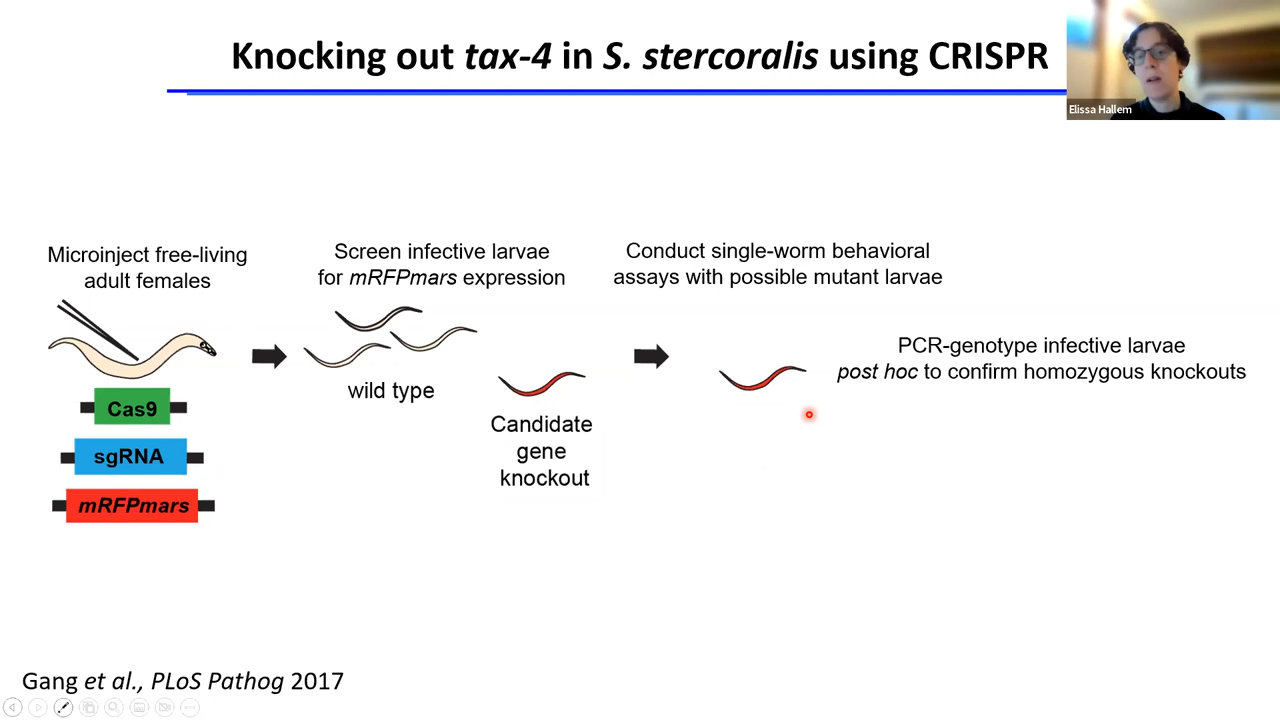 Knocking out tax-4 in S. stercoralis using CRISPR
Elissa Hallem
Microinject free-living
adult females
Screen infective larvae
for mRFPmars expression
Conduct single-worm behavioral
assays with possible mutant larvae
wild type
Candidate
gene
knockout
PCR-genotype infective larvae
post hoc to confirm homozygous knockouts
Cas9
sgRNA
mRFPmars
Gang et al., PLoS Pathog 2017